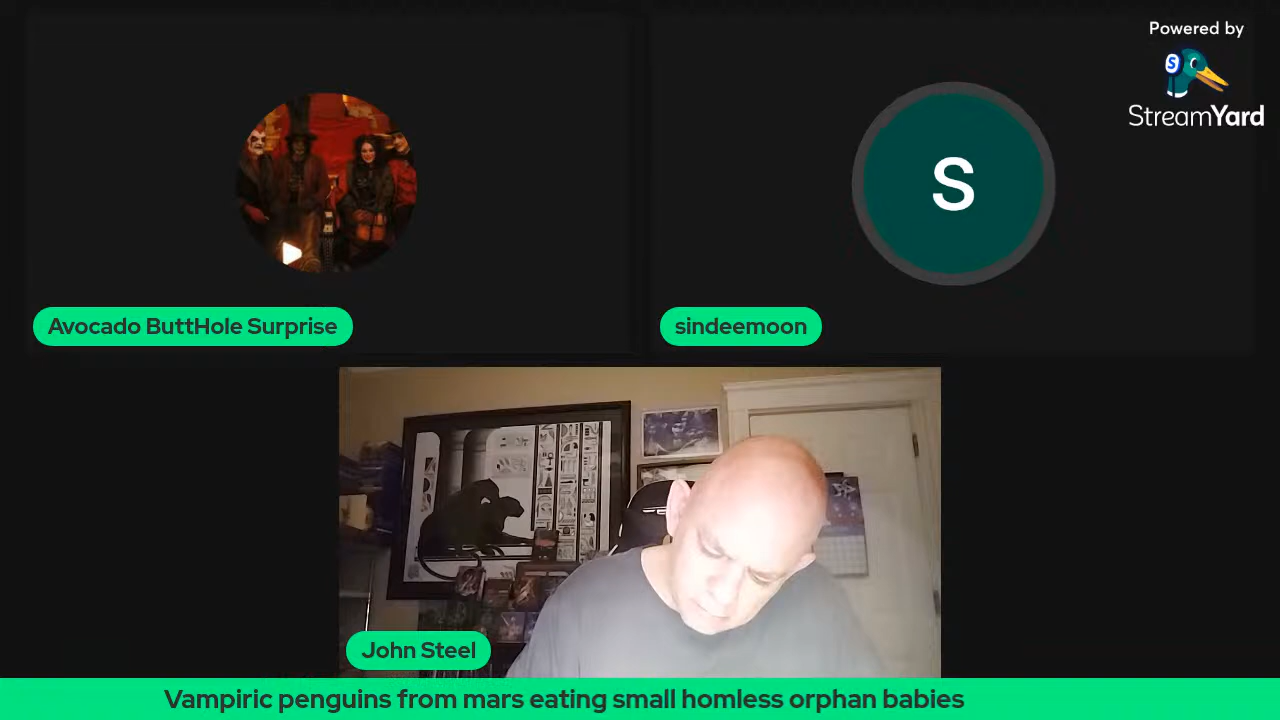 Powered by
S
StreamYard
S
Avocado ButtHole Surprise
sindeemoon
John Steel
Vampiric penguins from mars eating small homless orphan babies